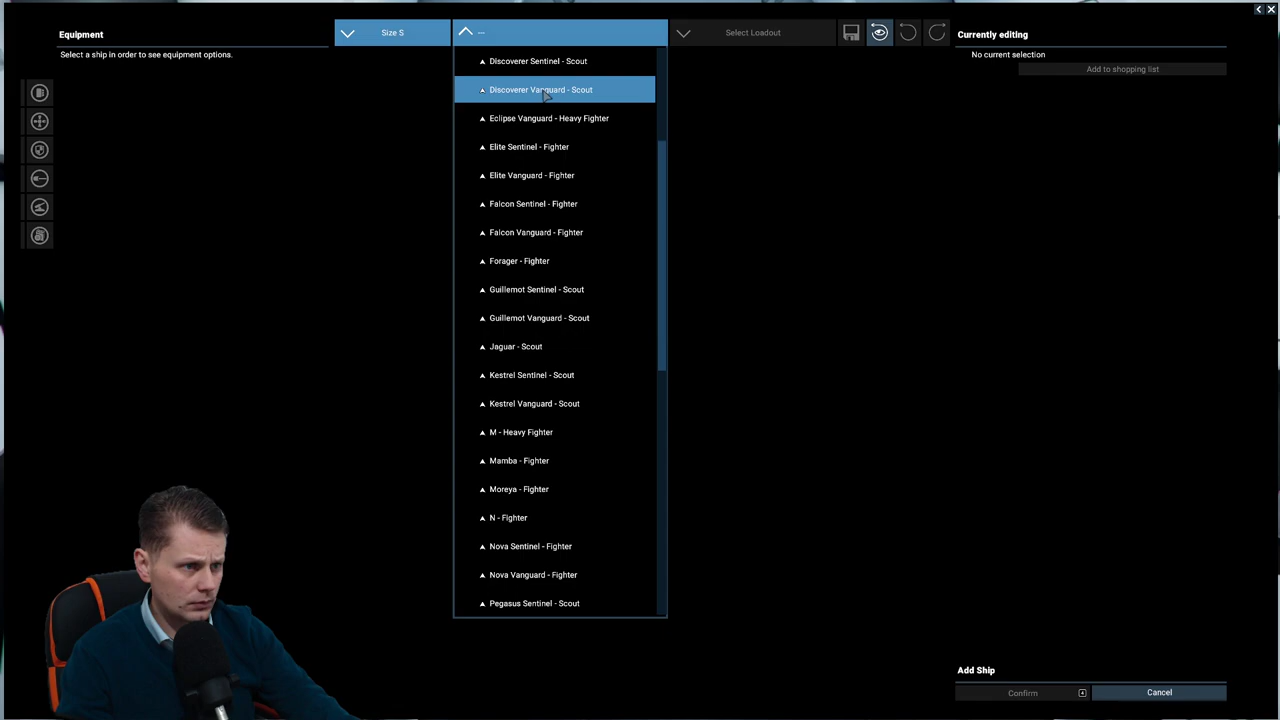 Equipment
Select a ship in order to see equipment options.
Size S
--
Select Loadout
Currently editing
No current selection
Add to shopping list
Discoverer Sentinel - Scout
Discoverer Vanguard - Scout
Eclipse Vanguard - Heavy Fighter
Elite Sentinel - Fighter
Elite Vanguard - Fighter
Falcon Sentinel - Fighter
Falcon Vanguard - Fighter
Forager - Fighter
Guillemot Sentinel - Scout
Guillemot Vanguard - Scout
Jaguar - Scout
Kestrel Sentinel - Scout
Kestrel Vanguard - Scout
M - Heavy Fighter
Mamba - Fighter
Moreya - Fighter
N - Fighter
Nova Sentinel - Fighter
Nova Vanguard - Fighter
Pegasus Sentinel - Scout
Add Ship
Confirm
Cancel